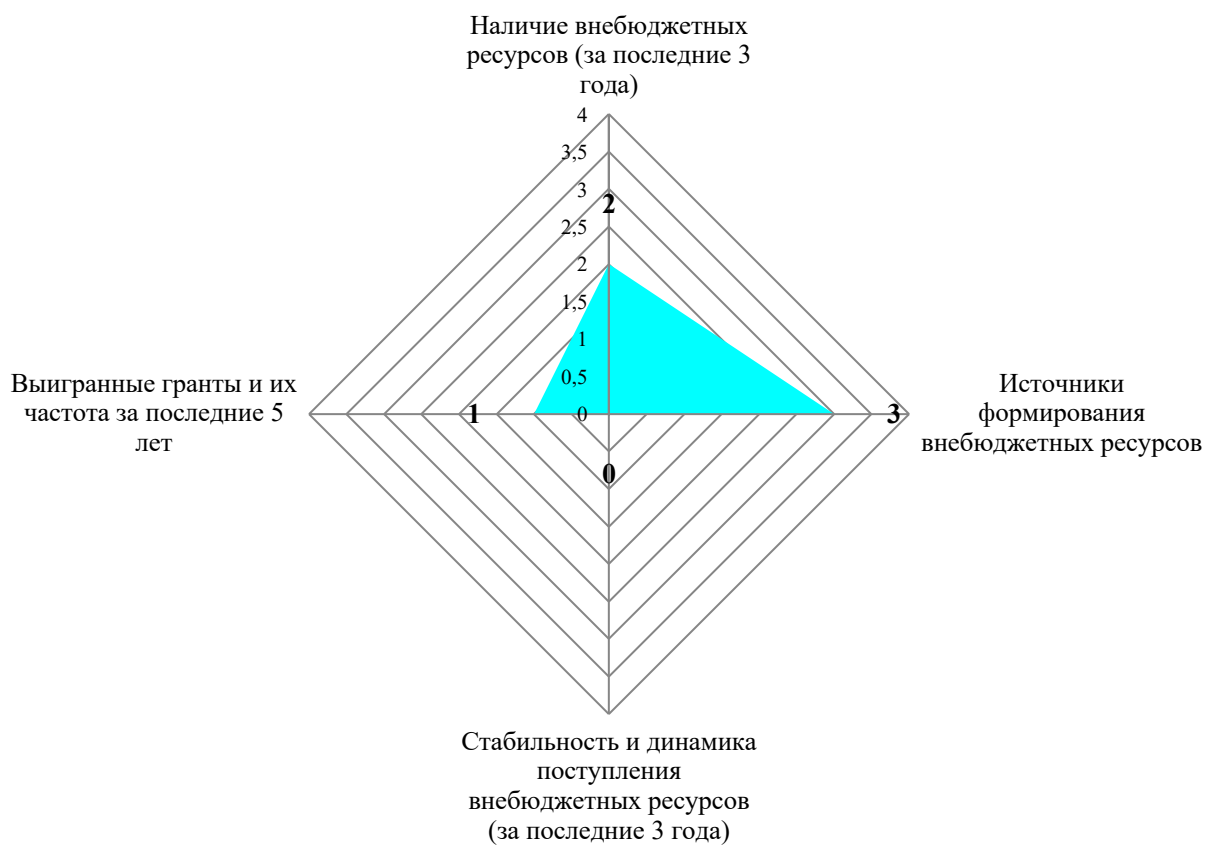 Наличие внебюджетных
ресурсов (за последние 3
года)
4
3,5
3
2
2,5
2
1,5
1
0,5
0
Выигранные гранты и их
частота за последние 5
лет
1
3
Источники
формирования
внебюджетных ресурсов
0
Стабильность и динамика
поступления
внебюджетных ресурсов
(за последние 3 года)